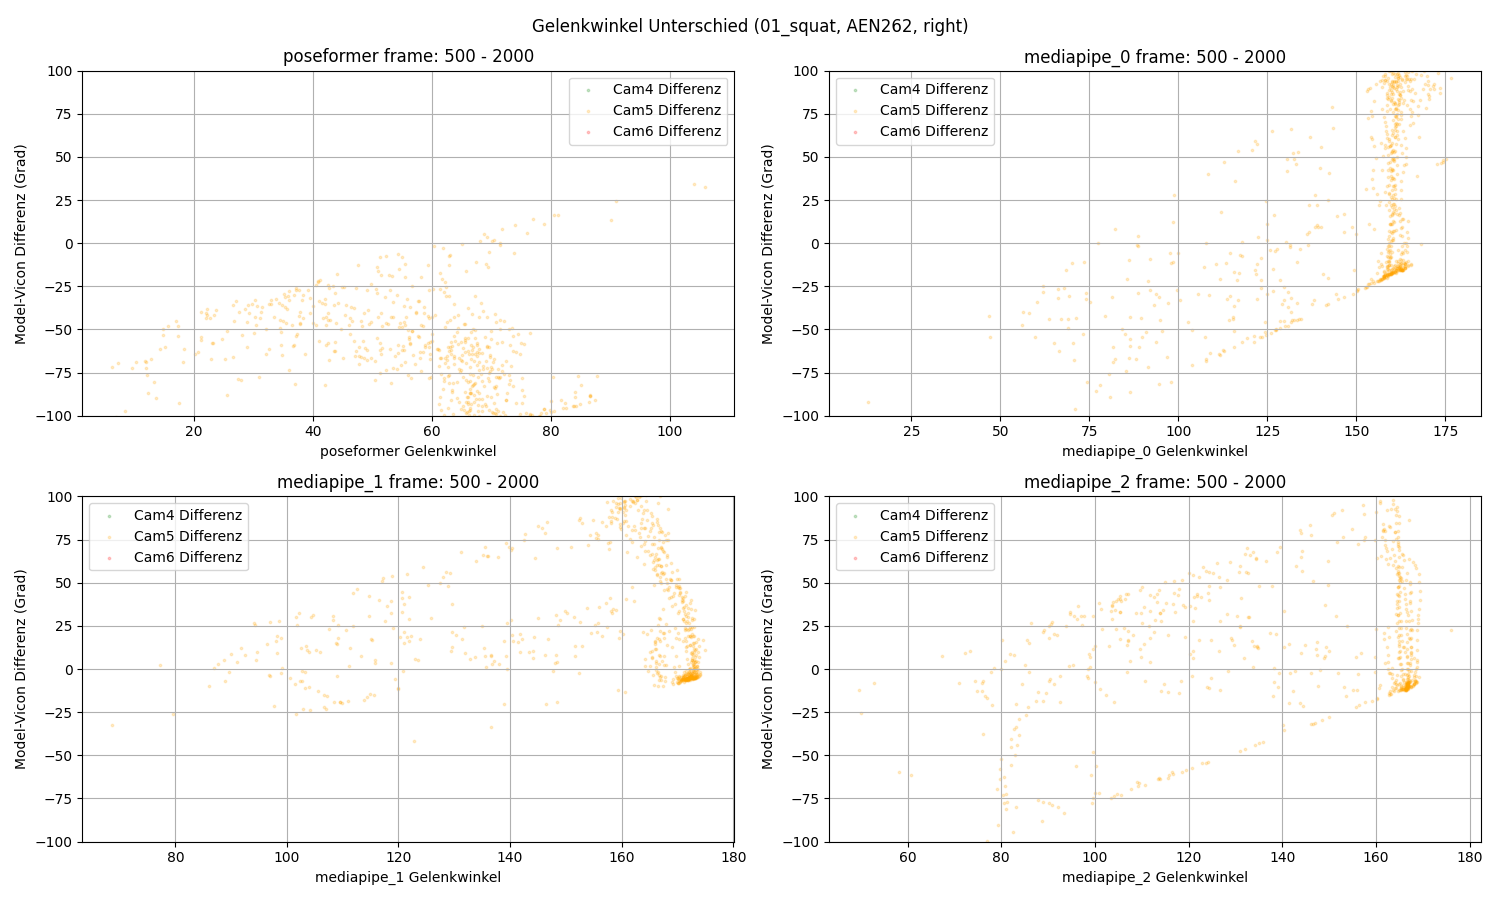 Gelenkwinkel Unterschied (01_squat, AEN262, right)
poseformer frame: 500 - 2000
100
75
50
25
0
−25
−50
−75
−100
Model-Vicon Differenz (Grad)
Cam4 Differenz
Cam5 Differenz
Cam6 Differenz
20 40 60 80 100
poseformer Gelenkwinkel
mediapipe_0 frame: 500 - 2000
100
75
50
25
0
−25
−50
−75
−100
Model-Vicon Differenz (Grad)
Cam4 Differenz
Cam5 Differenz
Cam6 Differenz
25 50 75 100 125 150 175
mediapipe_0 Gelenkwinkel
mediapipe_1 frame: 500 - 2000
100
75
50
25
0
−25
−50
−75
−100
Model-Vicon Differenz (Grad)
Cam4 Differenz
Cam5 Differenz
Cam6 Differenz
80 100 120 140 160 180
mediapipe_1 Gelenkwinkel
mediapipe_2 frame: 500 - 2000
100
75
50
25
0
−25
−50
−75
−100
Model-Vicon Differenz (Grad)
Cam4 Differenz
Cam5 Differenz
Cam6 Differenz
60 80 100 120 140 160 180
mediapipe_2 Gelenkwinkel